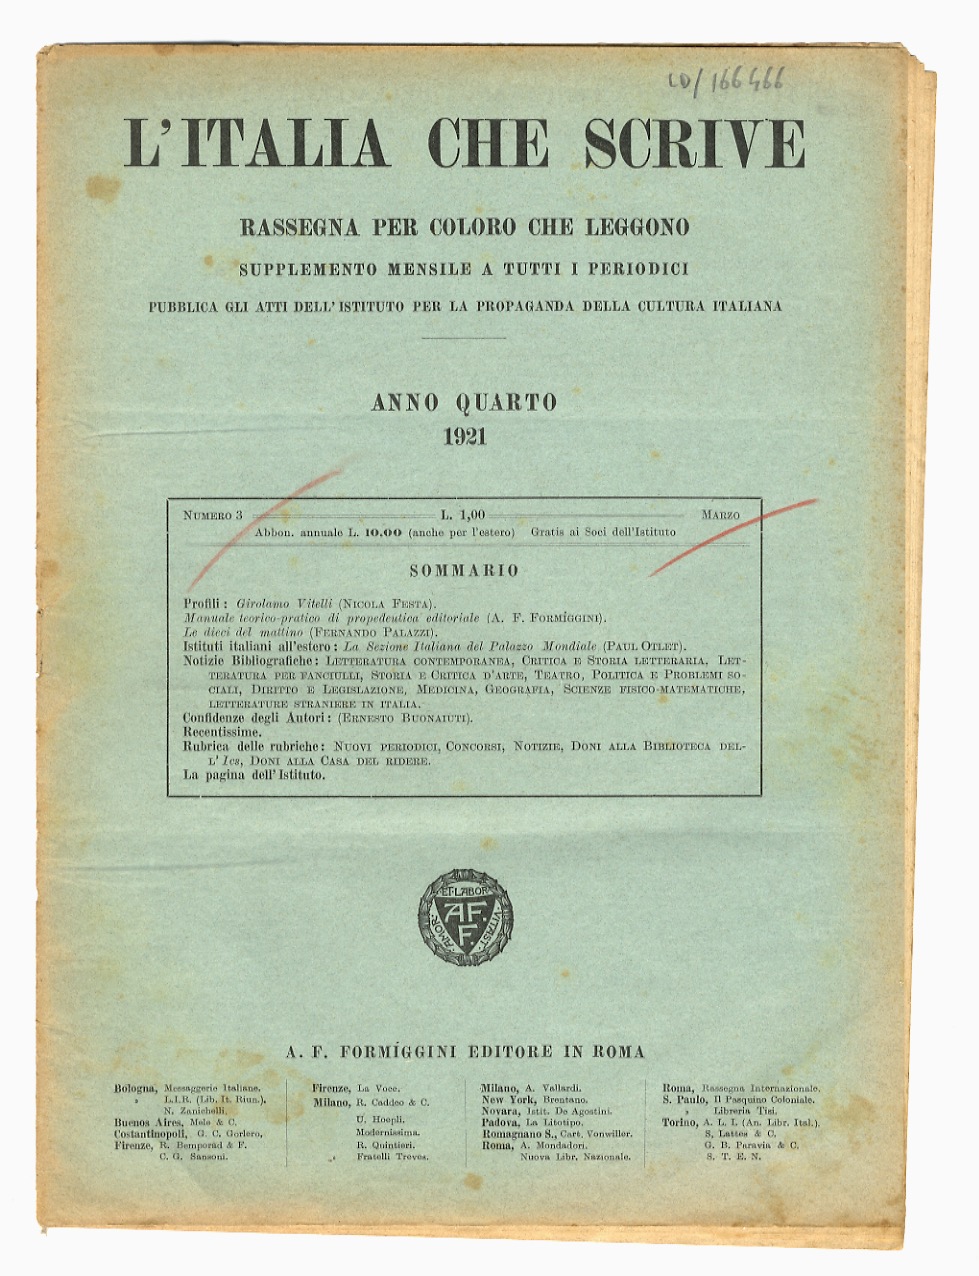 LD/166466
L'ITALIA CHE SCRIVE
RASSEGNA PER COLORO CHE LEGGONO
SUPPLEMENTO MENSILE A TUTTI I PERIODICI
PUBBLICA GLI ATTI DELL'ISTITUTO PER LA PROPAGANDA DELLA CULTURA ITALIANA
ANNO QUARTO
1921
NUMERO 3 L. 1,00 MARZO
Abbon. annuale L. 10,00 (anche per l'estero) Gratis ai Soci dell'Istituto
SOMMARIO
Profili: Girolamo Vitelli (NICOLA FESTA).
Manuale teorico-pratico di propedeutica editoriale (A. F. FORMÍGGINI).
Le dieci del mattino (FERNANDO PALAZZI).
Istituti italiani all'estero: La Sezione Italiana del Palazzo Mondiale (PAUL OTLET).
Notizie Bibliografiche: LETTERATURA CONTEMPORANEA, CRITICA E STORIA LETTERARIA, LET-
TERATURA PER FANCIULLI, STORIA E CRITICA D'ARTE, TEATRO, POLITICA E PROBLEMI SO-
CIALI, DIRITTO E LEGISLAZIONE, MEDICINA, GEOGRAFIA, SCIENZE FISICO-MATEMATICHE,
LETTERATURE STRANIERE IN ITALIA.
Confidenze degli Autori: (ERNESTO BUONAIUTI).
Recentissime.
Rubrica delle rubriche: NUOVI PERIODICI, CONCORSI, NOTIZIE, DONI ALLA BIBLIOTECA DEL-
L'Ics, DONI ALLA CASA DEL RIDERE.
La pagina dell'Istituto.
AMOR ET LABOR VITAST
A F. F.
A. F. FORMÍGGINI EDITORE IN ROMA
Bologna, Messaggerie Italiane.
» L.I.R. (Lib. It. Riun.).
N. Zanichelli.
Buenos Aires, Mele & C.
Costantinopoli, G. C. Gorlero,
Firenze, R. Bemporad & F.
C. G. Sansoni.
Firenze, La Voce.
Milano, R. Caddeo & C.
U. Hoepli.
Modernissima.
R. Quintieri.
» Fratelli Treves.
Milano, A. Vallardi.
New York, Brentano.
Novara, Istit. De Agostini.
Padova, La Litotipo.
Romagnano S., Cart. Vonwiller.
Roma, A. Mondadori.
Nuova Libr. Nazionale.
Roma, Rassegna Internazionale.
S. Paulo, Il Pasquino Coloniale.
» Libreria Tisi.
Torino, A. L. I. (An. Libr. Ital.).
S. Lattes & C.
G. B. Paravia & C.
S. T. E. N.